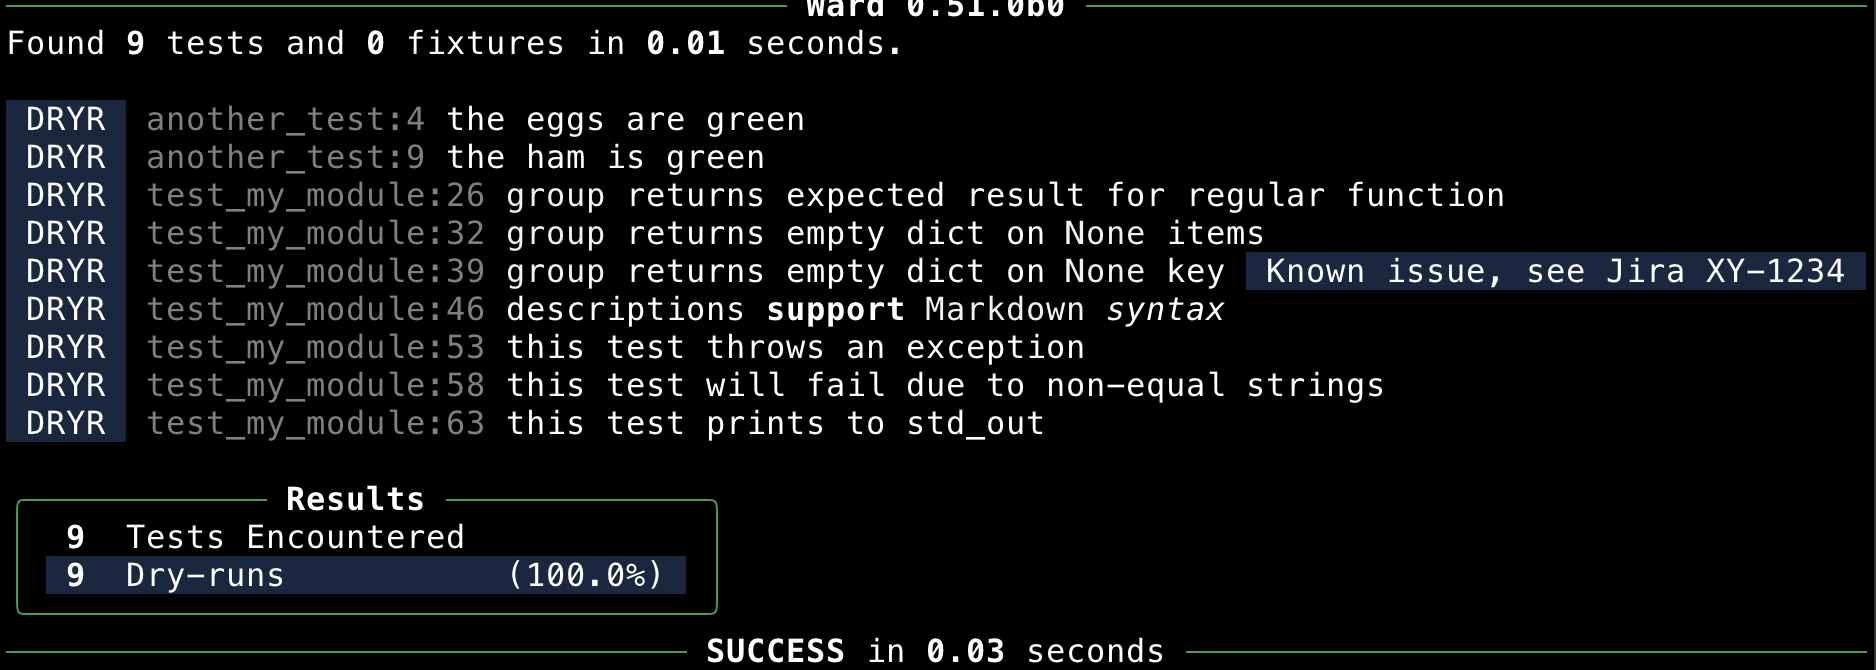 Ward 0.51.0b0
Found 9 tests and 0 fixtures in 0.01 seconds.
DRYR another_test:4 the eggs are green
DRYR another_test:9 the ham is green
DRYR test_my_module:26 group returns expected result for regular function
DRYR test_my_module:32 group returns empty dict on None items
DRYR test_my_module:39 group returns empty dict on None key Known issue, see Jira XY-1234
DRYR test_my_module:46 descriptions support Markdown syntax
DRYR test_my_module:53 this test throws an exception
DRYR test_my_module:58 this test will fail due to non-equal strings
DRYR test_my_module:63 this test prints to std_out
Results
9 Tests Encountered
9 Dry-runs (100.0%)
SUCCESS in 0.03 seconds